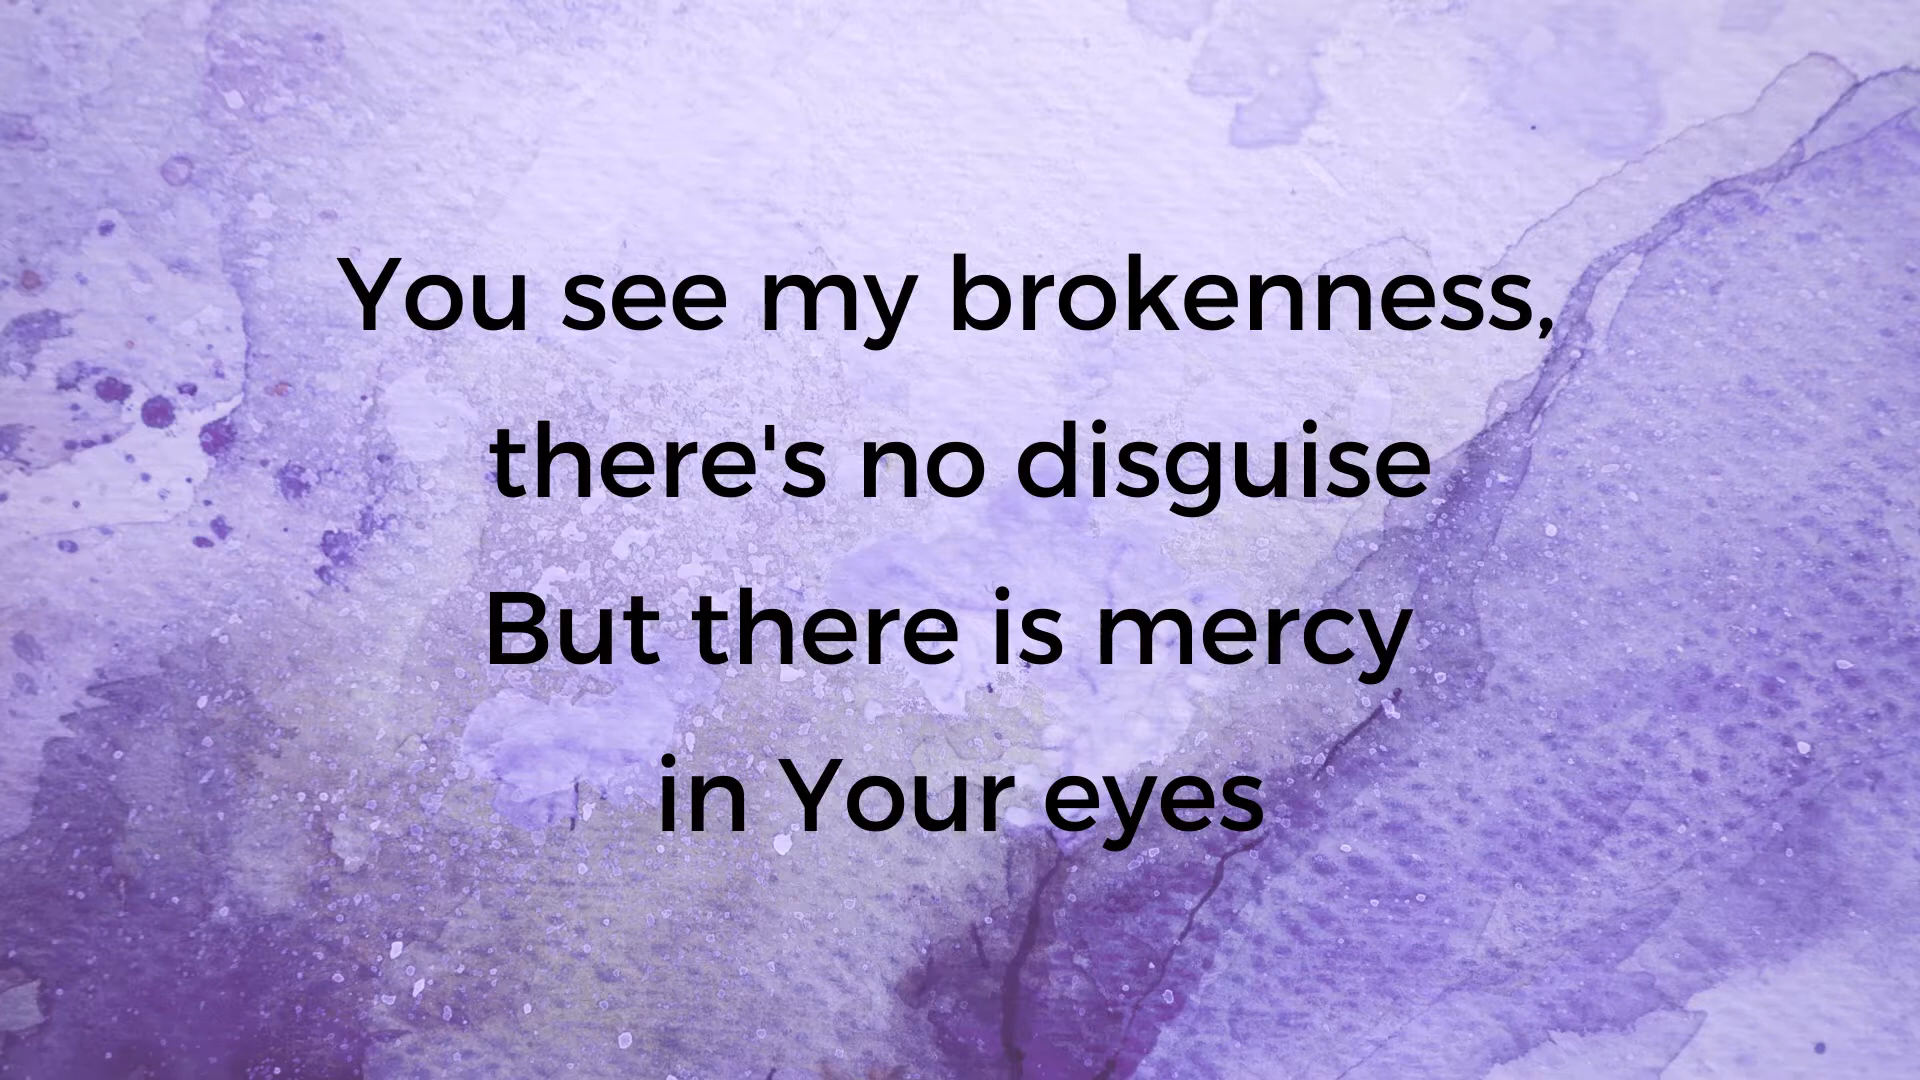 You see my brokenness,
there's no disguise
But there is mercy
in Your eyes